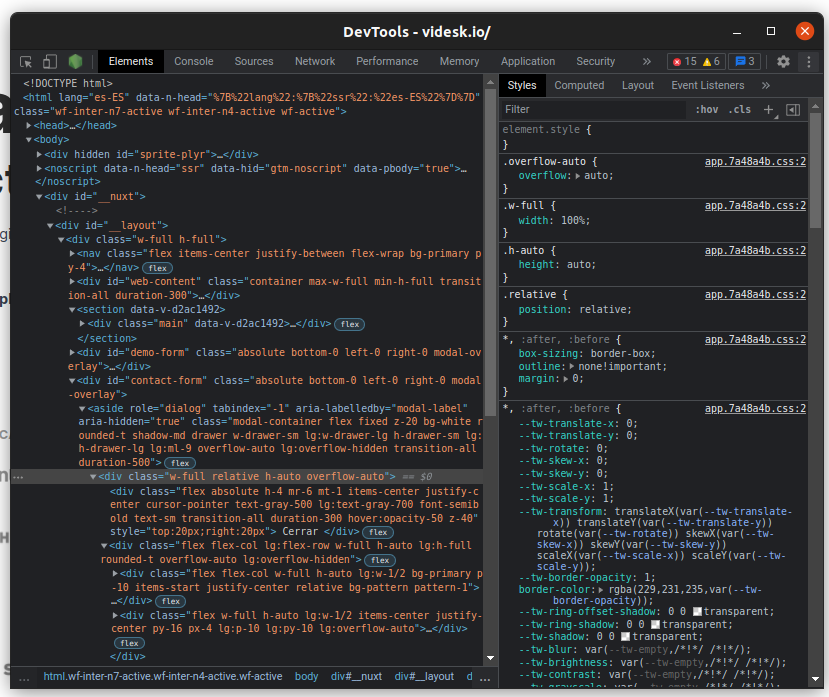 DevTools - videsk.io/
Elements Console Sources Network Performance Memory Application Security » 15 6 3
<!DOCTYPE html>
<html lang="es-ES" data-n-head="%7B%22lang%22:%7B%22ssr%22:%22es-ES%22%7D%7D"
class="wf-inter-n7-active wf-inter-n4-active wf-active">
<head>…</head>
<body>
<div hidden id="sprite-plyr">…</div>
<noscript data-n-head="ssr" data-hid="gtm-noscript" data-pbody="true">…
</noscript>
<div id="__nuxt">
<!---->
<div id="__layout">
<div class="w-full h-full">
<nav class="flex items-center justify-between flex-wrap bg-primary p
y-4">…</nav> flex
<div id="web-content" class="container max-w-full min-h-full transit
ion-all duration-300">…</div>
<section data-v-d2ac1492>
<div class="main" data-v-d2ac1492>…</div> flex
</section>
<div id="demo-form" class="absolute bottom-0 left-0 right-0 modal-ov
erlay">…</div>
<div id="contact-form" class="absolute bottom-0 left-0 right-0 modal
-overlay">
<aside role="dialog" tabindex="-1" aria-labelledby="modal-label"
aria-hidden="true" class="modal-container flex fixed z-20 bg-white r
ounded-t shadow-md drawer w-drawer-sm lg:w-drawer-lg h-drawer-sm lg:
h-drawer-lg lg:ml-9 overflow-auto lg:overflow-hidden transition-all
duration-500"> flex
… <div class="w-full relative h-auto overflow-auto"> == $0
<div class="flex absolute h-4 mr-6 mt-1 items-center justify-c
enter cursor-pointer text-gray-500 lg:text-gray-700 font-semib
old text-sm transition-all duration-300 hover:opacity-50 z-40"
style="top:20px;right:20px"> Cerrar </div> flex
<div class="flex flex-col lg:flex-row w-full h-auto lg:h-full
rounded-t overflow-auto lg:overflow-hidden"> flex
<div class="flex flex-col w-full h-auto lg:w-1/2 bg-primary p
-10 items-start justify-center relative bg-pattern pattern-1">
…</div> flex
<div class="flex w-full h-auto lg:w-1/2 items-center justify-
center py-16 px-4 lg:p-10 lg:py-10 lg:overflow-auto">…</div>
flex
</div>
… html.wf-inter-n7-active.wf-inter-n4-active.wf-active body div#__nuxt div#__layout d …
Styles Computed Layout Event Listeners »
Filter :hov .cls +
element.style {
}
.overflow-auto { app.7a48a4b.css:2
overflow: auto;
}
.w-full { app.7a48a4b.css:2
width: 100%;
}
.h-auto { app.7a48a4b.css:2
height: auto;
}
.relative { app.7a48a4b.css:2
position: relative;
}
*, :after, :before { app.7a48a4b.css:2
box-sizing: border-box;
outline: none!important;
margin: 0;
}
*, :after, :before { app.7a48a4b.css:2
--tw-translate-x: 0;
--tw-translate-y: 0;
--tw-rotate: 0;
--tw-skew-x: 0;
--tw-skew-y: 0;
--tw-scale-x: 1;
--tw-scale-y: 1;
--tw-transform: translateX(var(--tw-translate-
x)) translateY(var(--tw-translate-y))
rotate(var(--tw-rotate)) skewX(var(--tw-
skew-x)) skewY(var(--tw-skew-y))
scaleX(var(--tw-scale-x)) scaleY(var(--tw-
scale-y));
--tw-border-opacity: 1;
border-color: rgba(229,231,235,var(--tw-
border-opacity));
--tw-ring-offset-shadow: 0 0 transparent;
--tw-ring-shadow: 0 0 transparent;
--tw-shadow: 0 0 transparent;
--tw-blur: var(--tw-empty,/*!*/ /*!*/);
--tw-brightness: var(--tw-empty,/*!*/ /*!*/);
--tw-contrast: var(--tw-empty,/*!*/ /*!*/);
--tw-grayscale: var(--tw-empty,/*!*/ /*!*/);